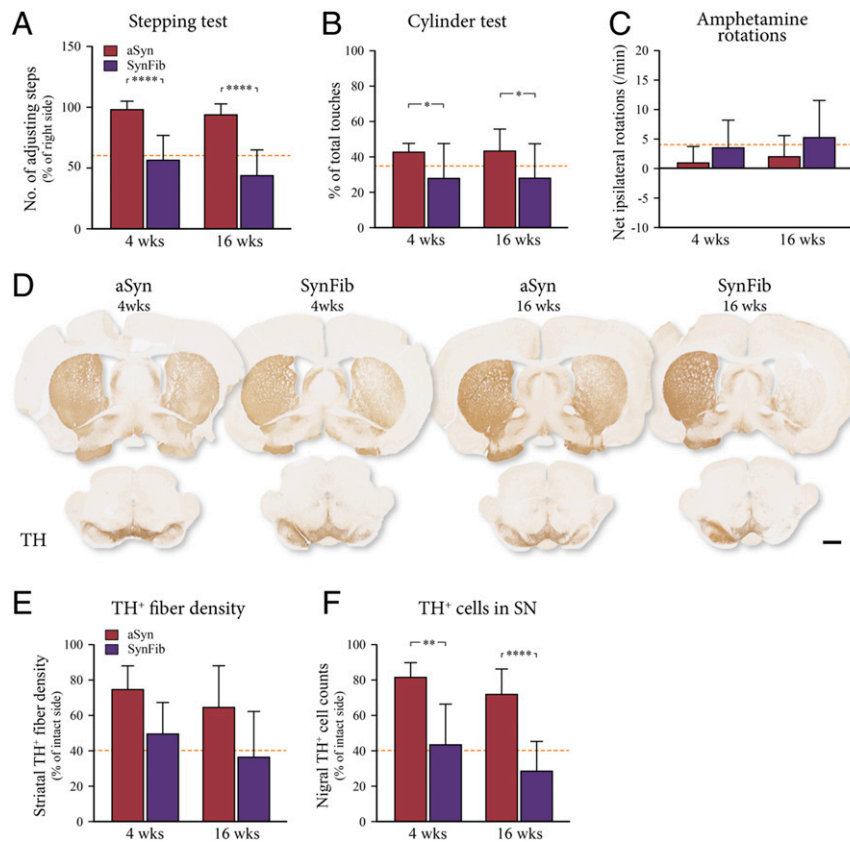 A
Stepping test
aSyn
SynFib
No. of adjusting steps
(% of right side)
150
100
50
0
****
****
4 wks
16 wks
B
Cylinder test
% of total touches
100
80
60
40
20
0
*
*
4 wks
16 wks
C
Amphetamine
rotations
Net ipsilateral rotations (/min)
20
15
10
5
0
-5
-10
4 wks
16 wks
D
aSyn
4wks
SynFib
4wks
aSyn
16 wks
SynFib
16 wks
TH
E
TH⁺ fiber density
aSyn
SynFib
Striatal TH⁺ fiber density
(% of intact side)
100
80
60
40
20
0
4 wks
16 wks
F
TH⁺ cells in SN
Nigral TH⁺ cell counts
(% of intact side)
100
80
60
40
20
0
**
****
4 wks
16 wks